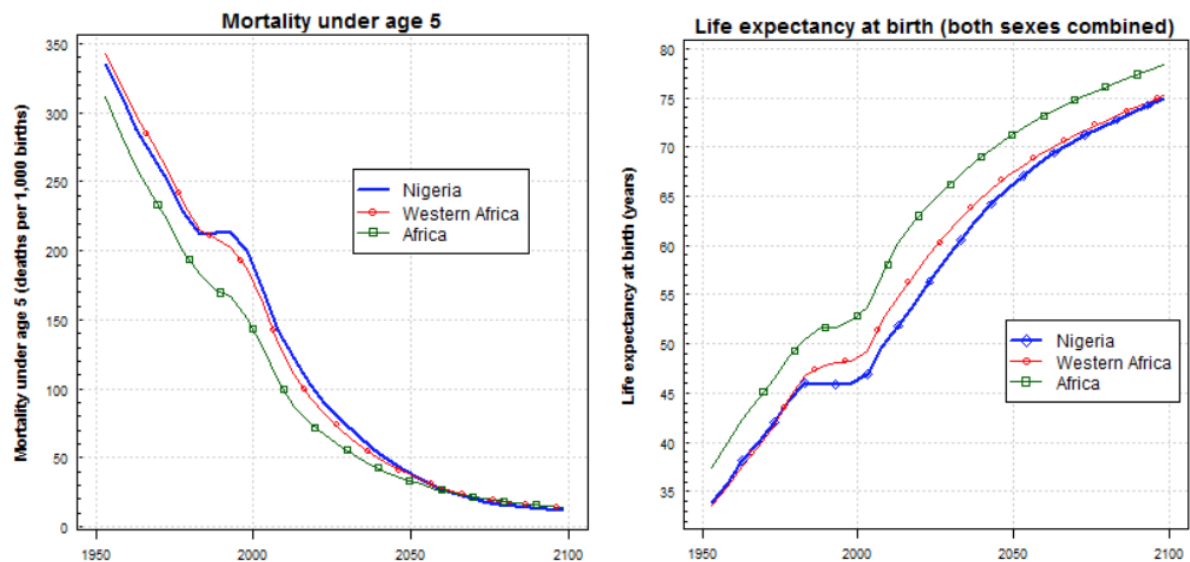 Mortality under age 5
Mortality under age 5 (deaths per 1,000 births)
350
300
250
200
150
100
50
0
Nigeria
Western Africa
Africa
1950
2000
2050
2100
Life expectancy at birth (both sexes combined)
Life expectancy at birth (years)
75
70
65
60
55
50
45
40
35
Nigeria
Western Africa
Africa
1950
2000
2050
2100